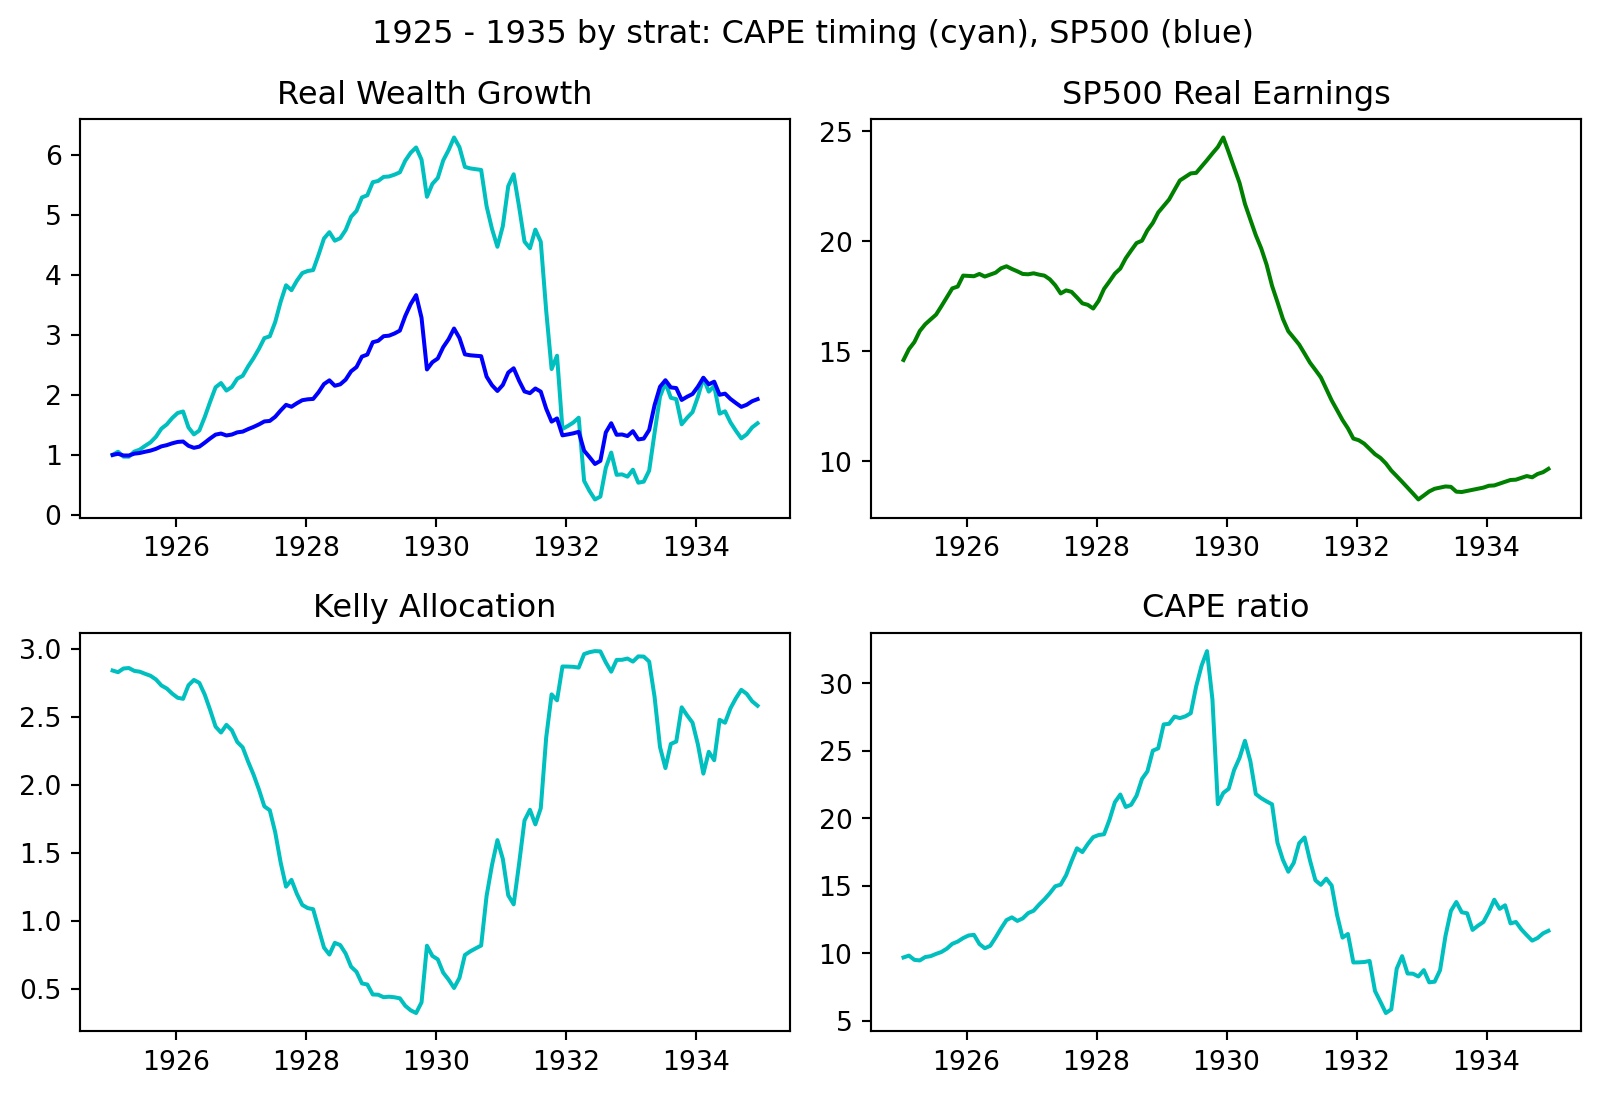 1925 - 1935 by strat: CAPE timing (cyan), SP500 (blue)
Real Wealth Growth
6
5
4
3
2
1
0
1926 1928 1930 1932 1934
SP500 Real Earnings
25
20
15
10
1926 1928 1930 1932 1934
Kelly Allocation
3.0
2.5
2.0
1.5
1.0
0.5
1926 1928 1930 1932 1934
CAPE ratio
30
25
20
15
10
5
1926 1928 1930 1932 1934